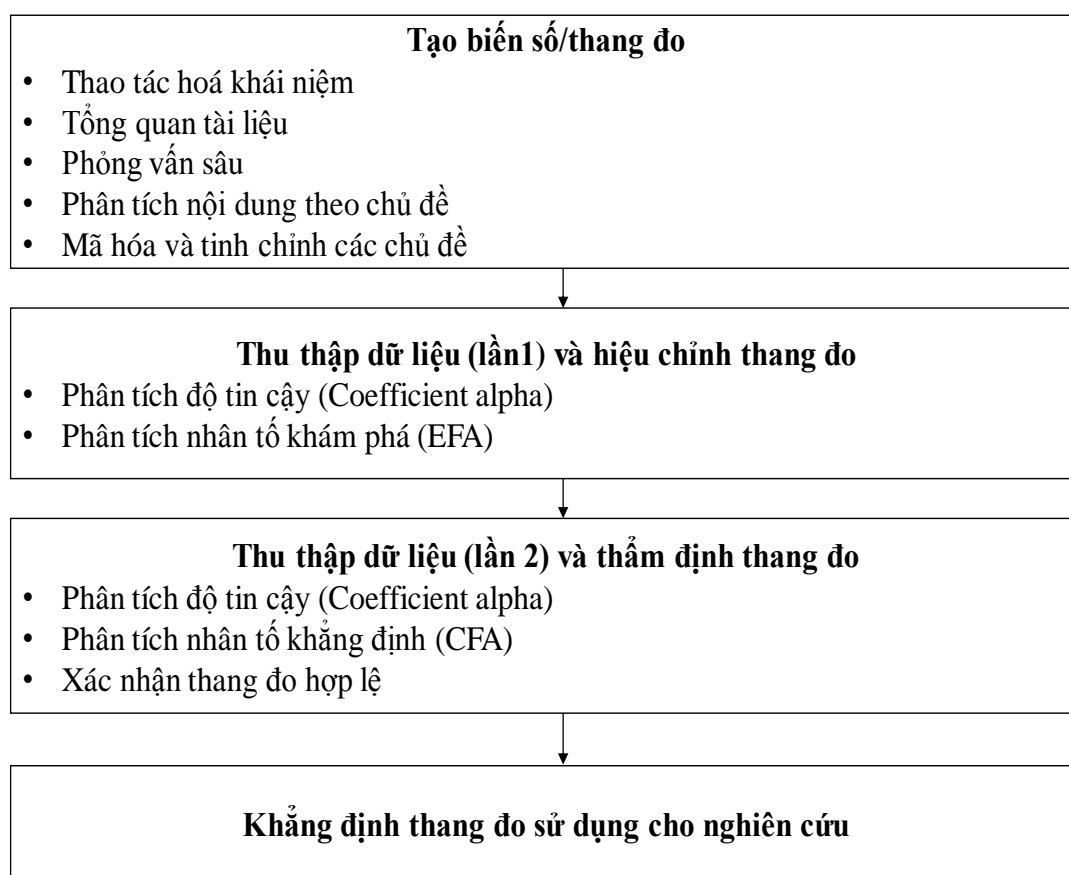 Tạo biến số/thang đo
• Thao tác hoá khái niệm
• Tổng quan tài liệu
• Phỏng vấn sâu
• Phân tích nội dung theo chủ đề
• Mã hóa và tinh chỉnh các chủ đề
Thu thập dữ liệu (lần1) và hiệu chỉnh thang đo
• Phân tích độ tin cậy (Coefficient alpha)
• Phân tích nhân tố khám phá (EFA)
Thu thập dữ liệu (lần 2) và thẩm định thang đo
• Phân tích độ tin cậy (Coefficient alpha)
• Phân tích nhân tố khẳng định (CFA)
• Xác nhận thang đo hợp lệ
Khẳng định thang đo sử dụng cho nghiên cứu